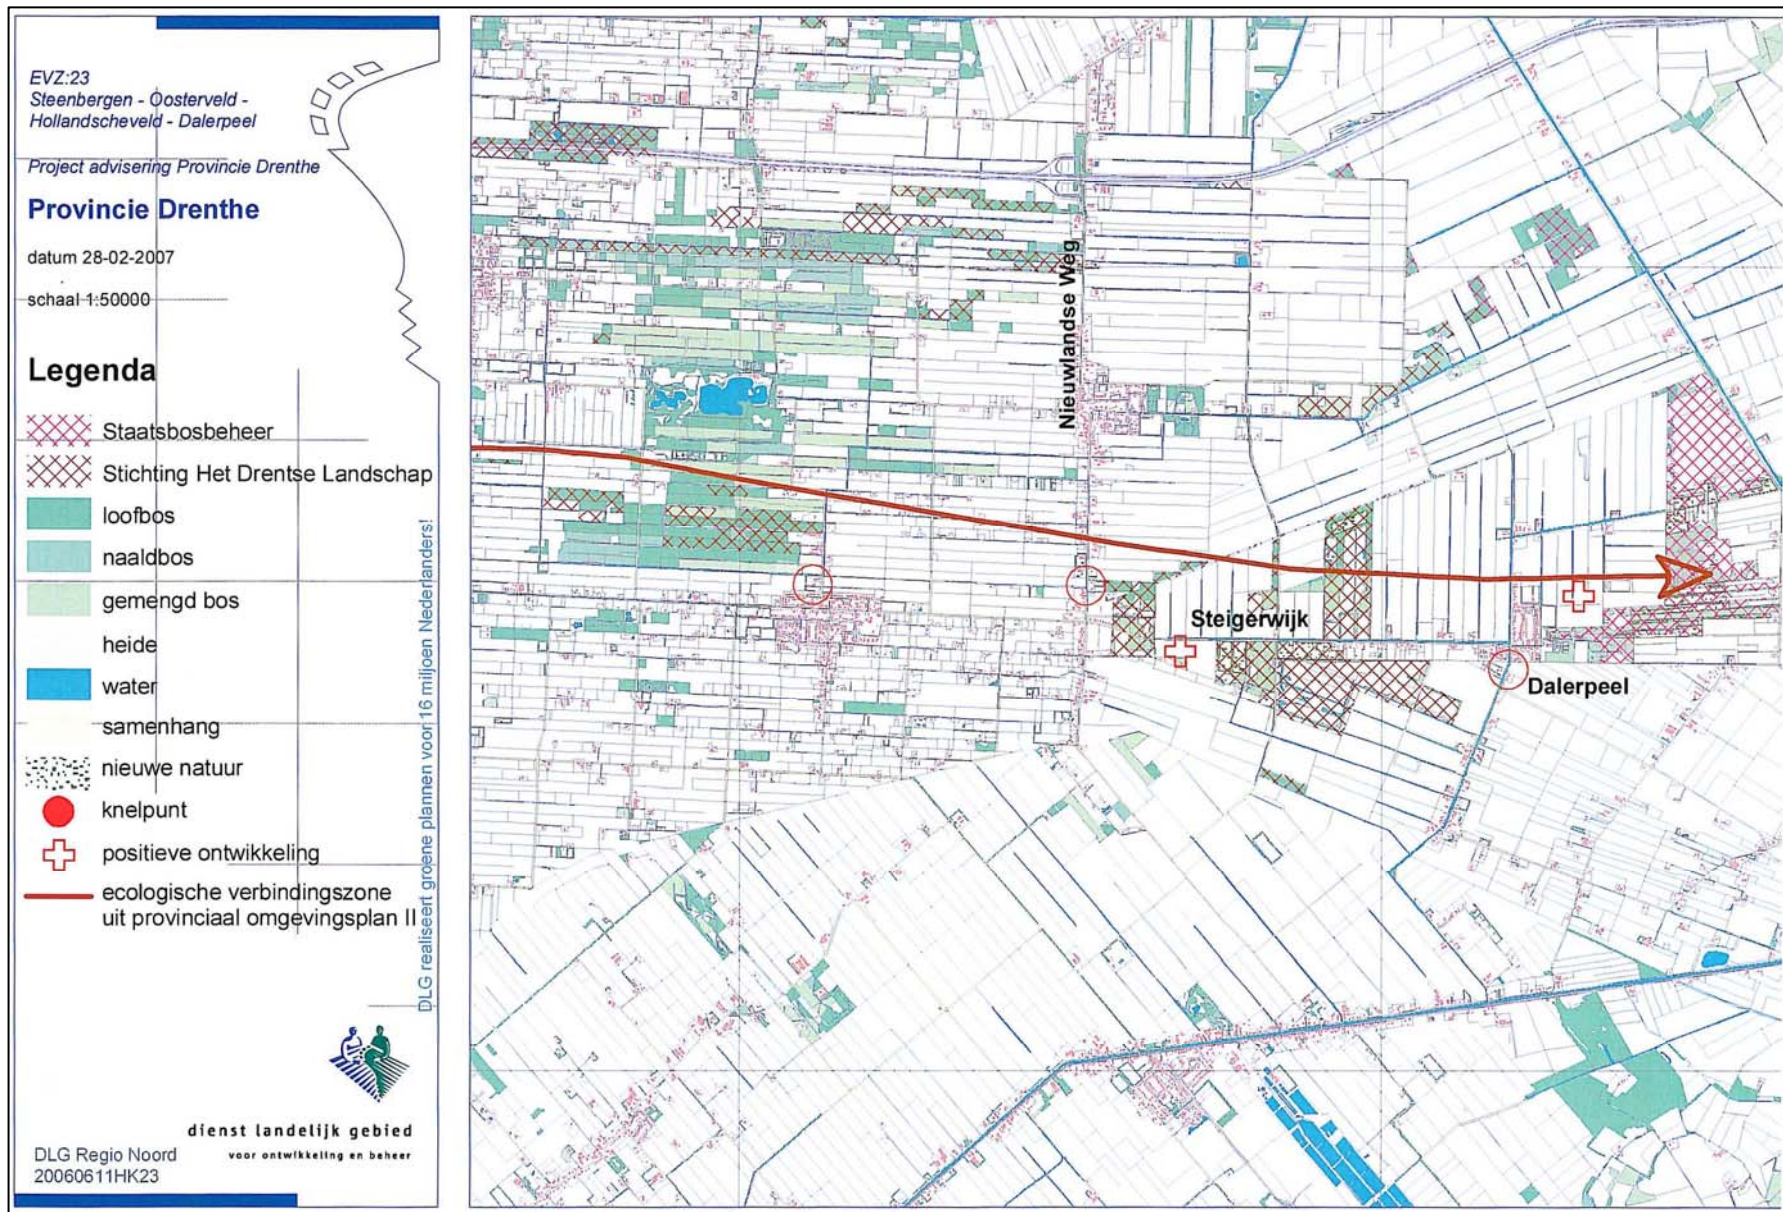 EVZ:23
Steenbergen - Oosterveld -
Hollandscheveld - Dalerpeel
Project advisering Provincie Drenthe
Provincie Drenthe
datum 28-02-2007
schaal 1:50000
Legenda
Staatsbosbeheer
Stichting Het Drentse Landschap
loofbos
naaldbos
gemengd bos
heide
water
samenhang
nieuwe natuur
knelpunt
positieve ontwikkeling
ecologische verbindingszone
uit provinciaal omgevingsplan II
DLG realiseert groene plannen voor 16 miljoen Nederlanders!
dienst landelijk gebied
voor ontwikkeling en beheer
DLG Regio Noord
20060611HK23
Nieuwlandse Weg
Steigerwijk
Dalerpeel